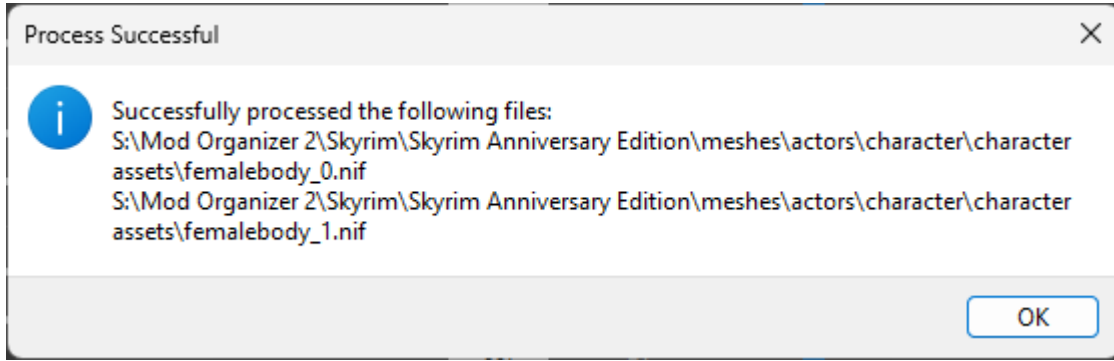 Process Successful
Successfully processed the following files:
S:\Mod Organizer 2\Skyrim\Skyrim Anniversary Edition\meshes\actors\character\character
assets\femalebody_0.nif
S:\Mod Organizer 2\Skyrim\Skyrim Anniversary Edition\meshes\actors\character\character
assets\femalebody_1.nif
OK